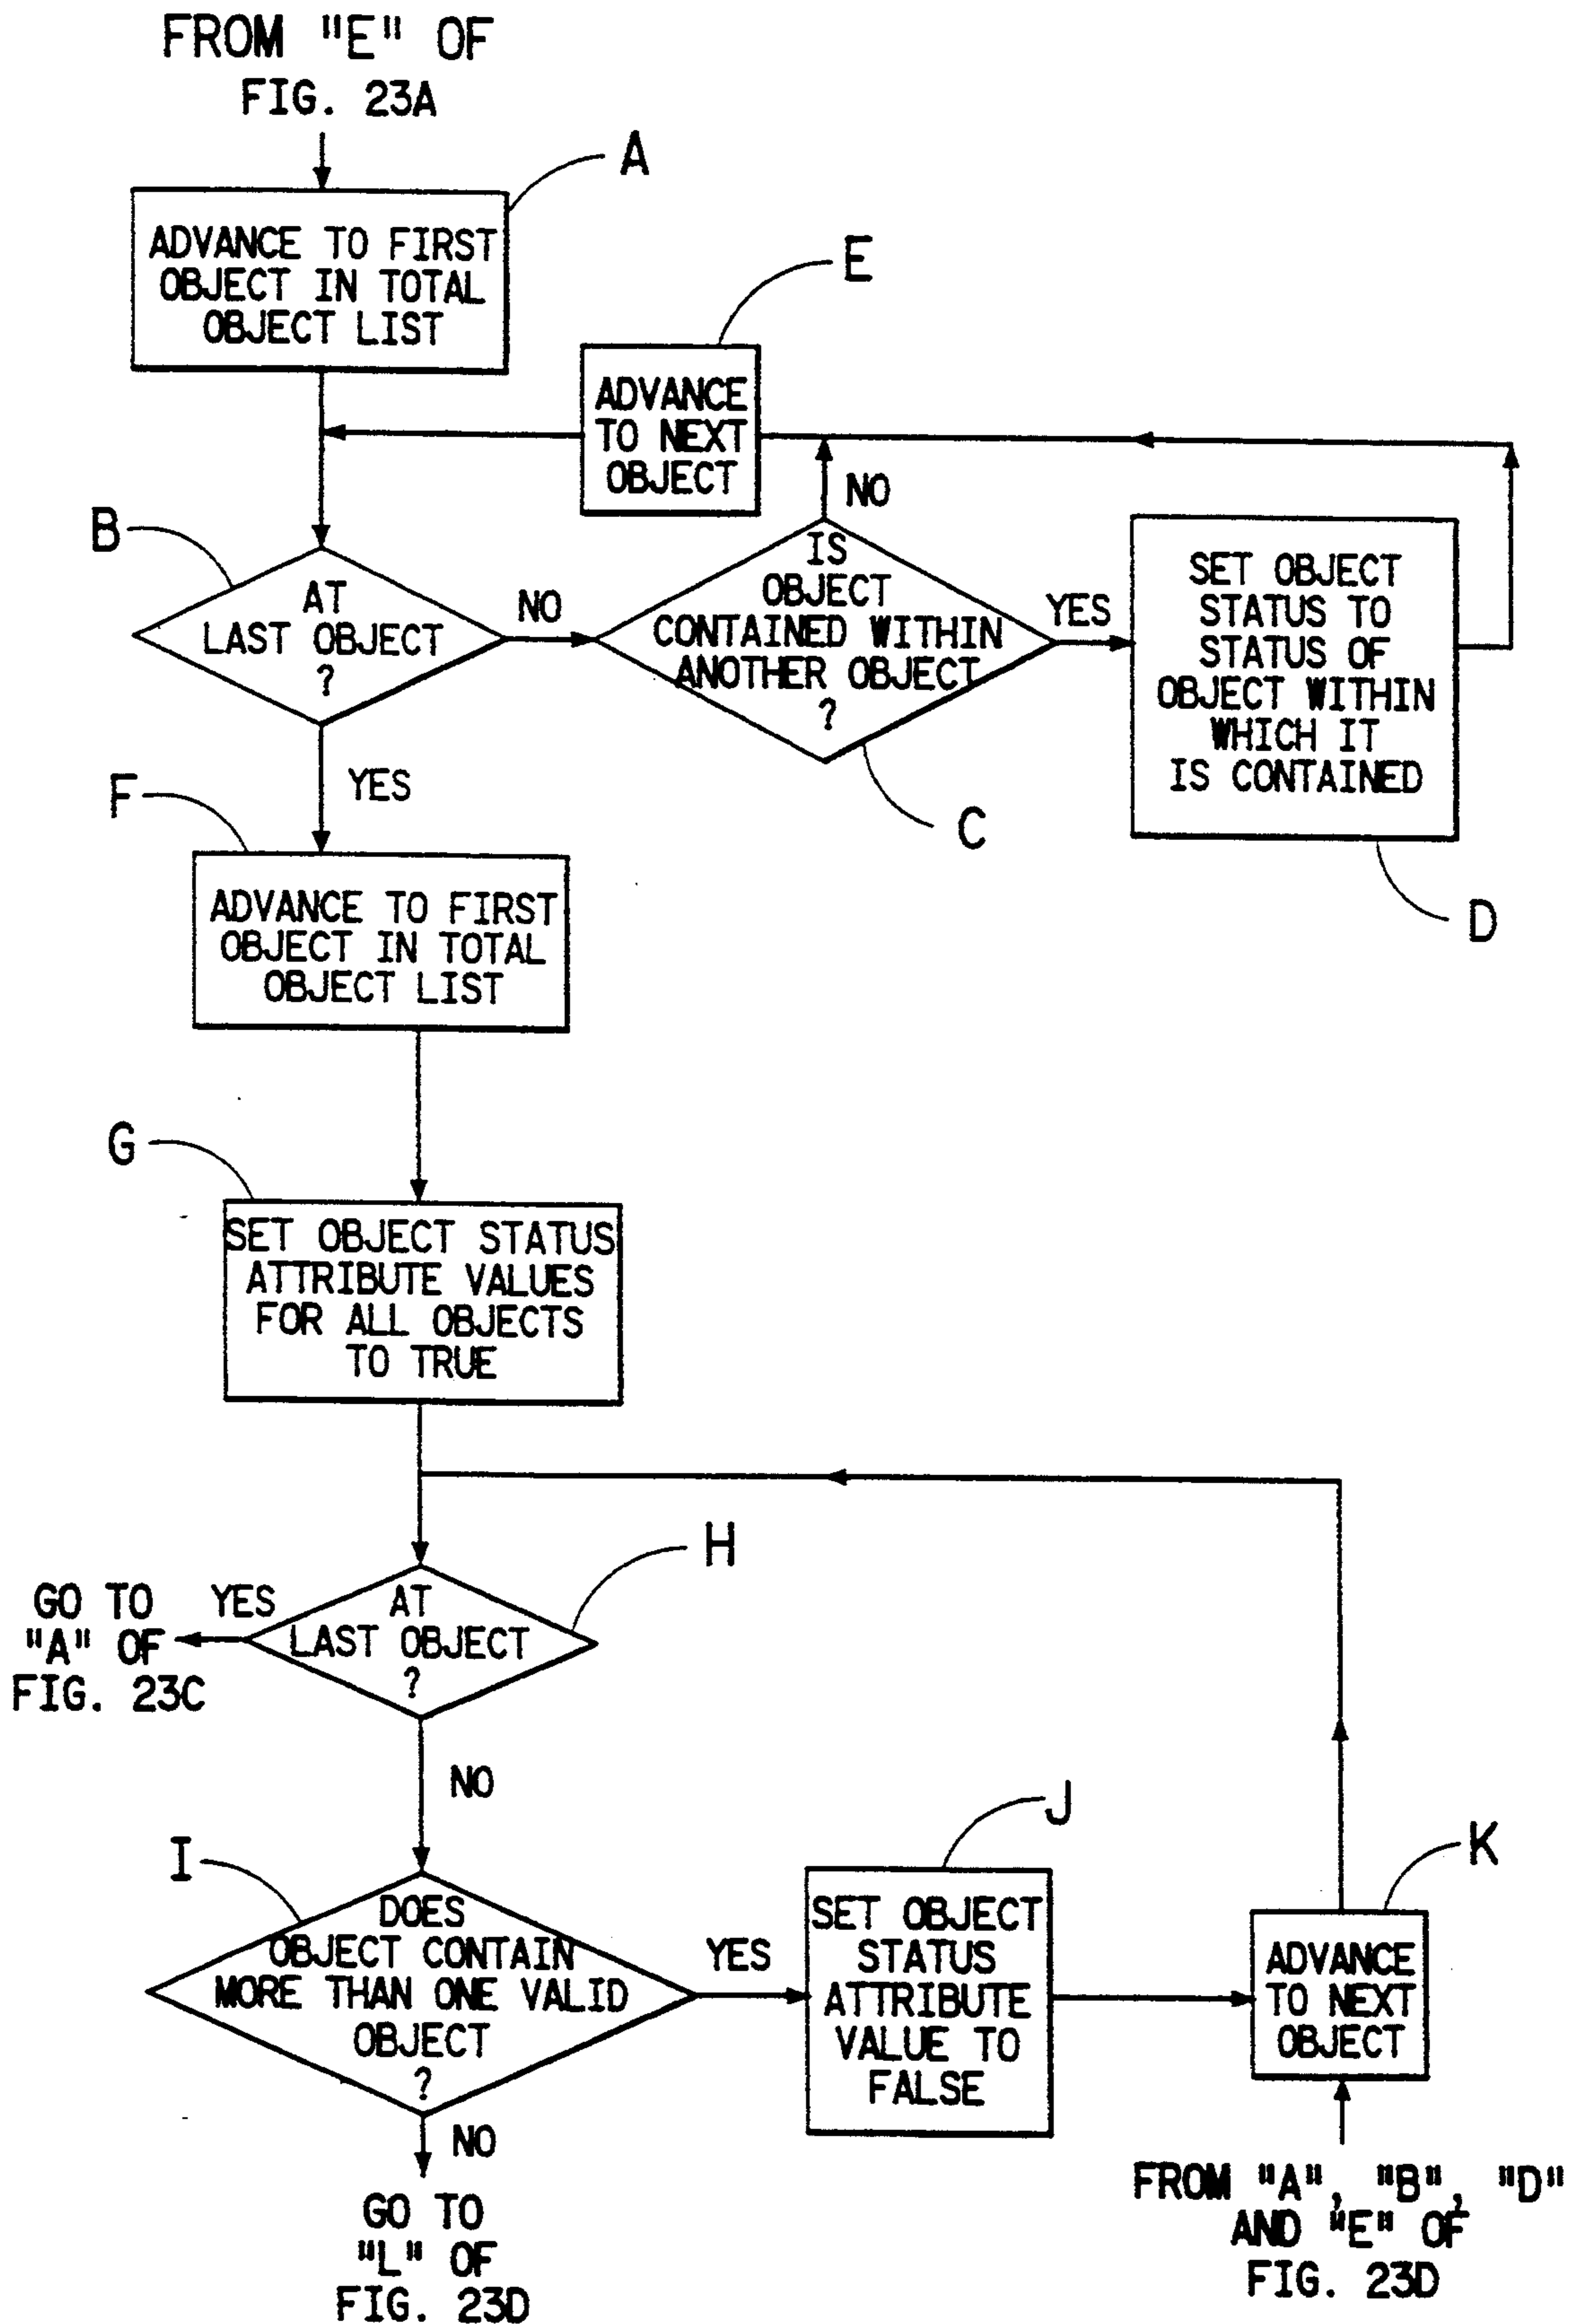 FROM "E" OF
FIG. 23A
A
ADVANCE TO FIRST
OBJECT IN TOTAL
OBJECT LIST
E
ADVANCE
TO NEXT
OBJECT
NO
B
AT
LAST OBJECT
?
NO
IS
OBJECT
CONTAINED WITHIN
ANOTHER OBJECT
?
YES
SET OBJECT
STATUS TO
STATUS OF
OBJECT WITHIN
WHICH IT
IS CONTAINED
C
D
YES
F
ADVANCE TO FIRST
OBJECT IN TOTAL
OBJECT LIST
G
SET OBJECT STATUS
ATTRIBUTE VALUES
FOR ALL OBJECTS
TO TRUE
H
AT
LAST OBJECT
?
YES
GO TO
"A" OF
FIG. 23C
NO
I
DOES
OBJECT CONTAIN
MORE THAN ONE VALID
OBJECT
?
YES
J
SET OBJECT
STATUS
ATTRIBUTE
VALUE TO
FALSE
K
ADVANCE
TO NEXT
OBJECT
NO
GO TO
"L" OF
FIG. 23D
FROM "A", "B", "D"
AND "E" OF
FIG. 23D